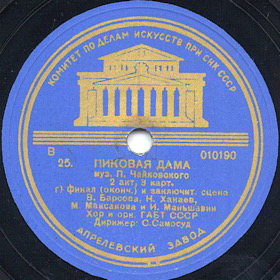 КОМИТЕТ ПО ДЕЛАМ ИСКУССТВ ПРИ СНК СССР
В
010190
25. ПИКОВАЯ ДАМА
муз. П. Чайковского
2 акт, 3 карт.
г) финал (оконч.) и заключит. сцена
В. Барсова, Н. Ханаев,
М. Максакова и И. Маньшавин
Хор и орк. ГАБТ СССР
Дирижер: С. Самосуд
АПРЕЛЕВСКИЙ ЗАВОД